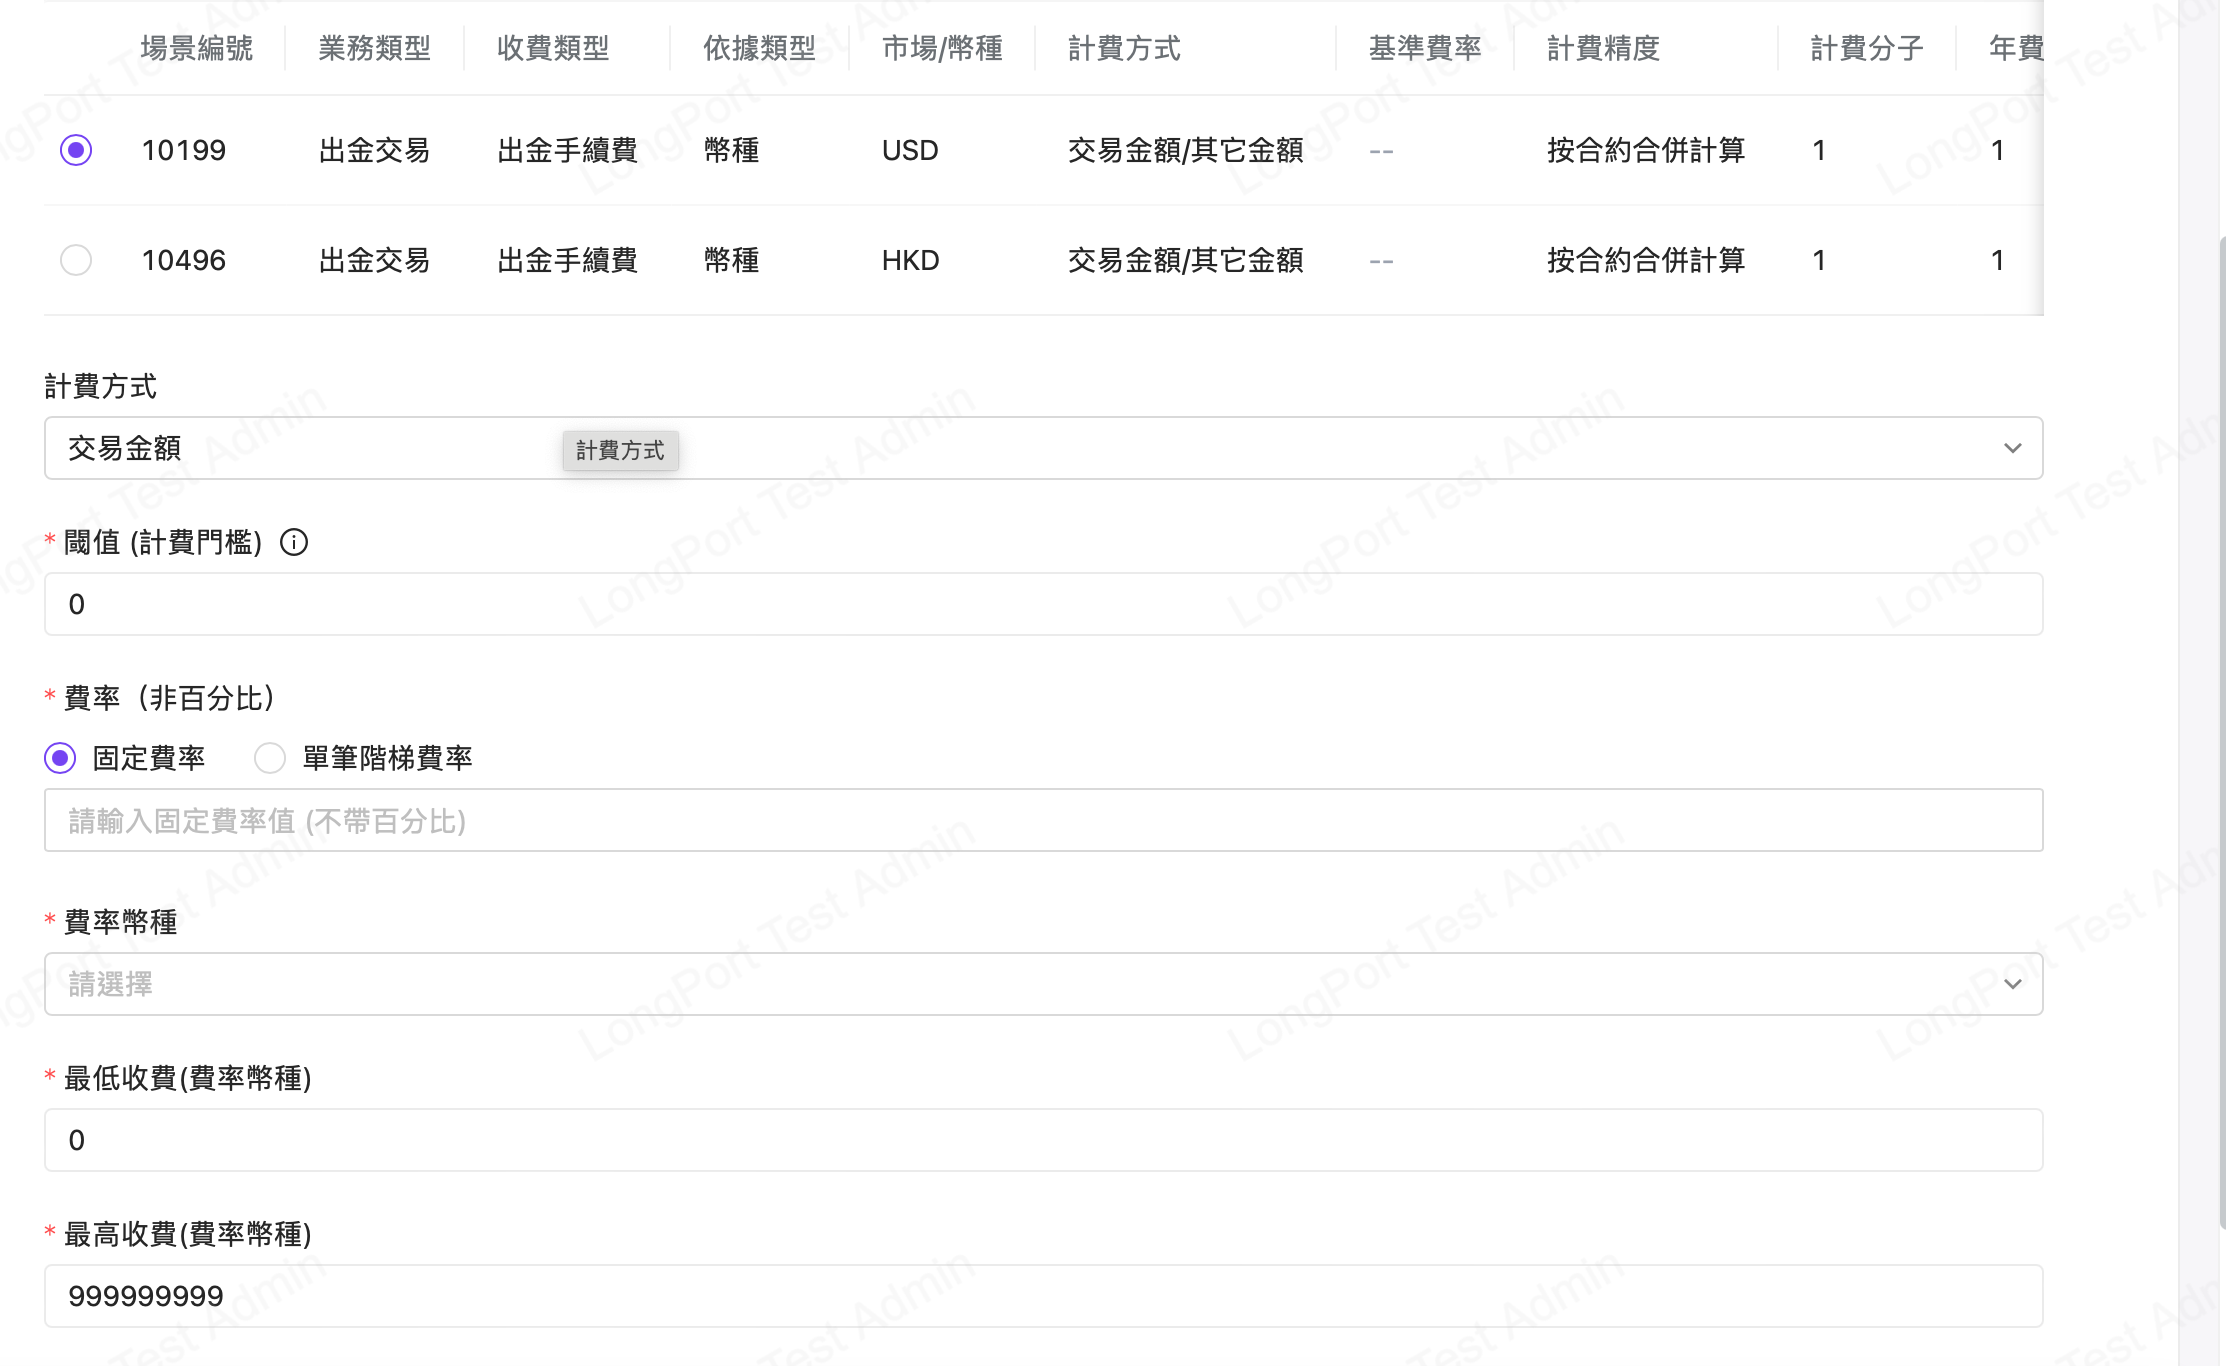 場景編號 業務類型 收費類型 依據類型 市場/幣種 計費方式 基準費率 計費精度 計費分子 年費
10199 出金交易 出金手續費 幣種 USD 交易金額/其它金額 -- 按合約合併計算 1 1
10496 出金交易 出金手續費 幣種 HKD 交易金額/其它金額 -- 按合約合併計算 1 1
計費方式
交易金額
計費方式
* 閾值 (計費門檻)
0
* 費率（非百分比）
固定費率 單筆階梯費率
請輸入固定費率值 (不帶百分比)
* 費率幣種
請選擇
* 最低收費(費率幣種)
0
* 最高收費(費率幣種)
999999999
LongPort Test Admin